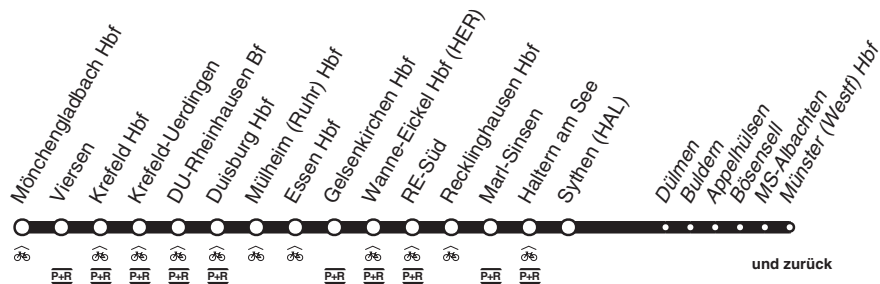 Mönchengladbach Hbf
Viersen
Krefeld Hbf
Krefeld-Uerdingen
DU-Rheinhausen Bf
Duisburg Hbf
Mülheim (Ruhr) Hbf
Essen Hbf
Gelsenkirchen Hbf
Wanne-Eickel Hbf (HER)
RE-Süd
Recklinghausen Hbf
Marl-Sinsen
Haltern am See
Sythen (HAL)
Dülmen
Buldern
Appelhülsen
Bösensell
MS-Albachten
Münster (Westf) Hbf
P+R P+R P+R P+R P+R P+R P+R P+R P+R P+R
und zurück